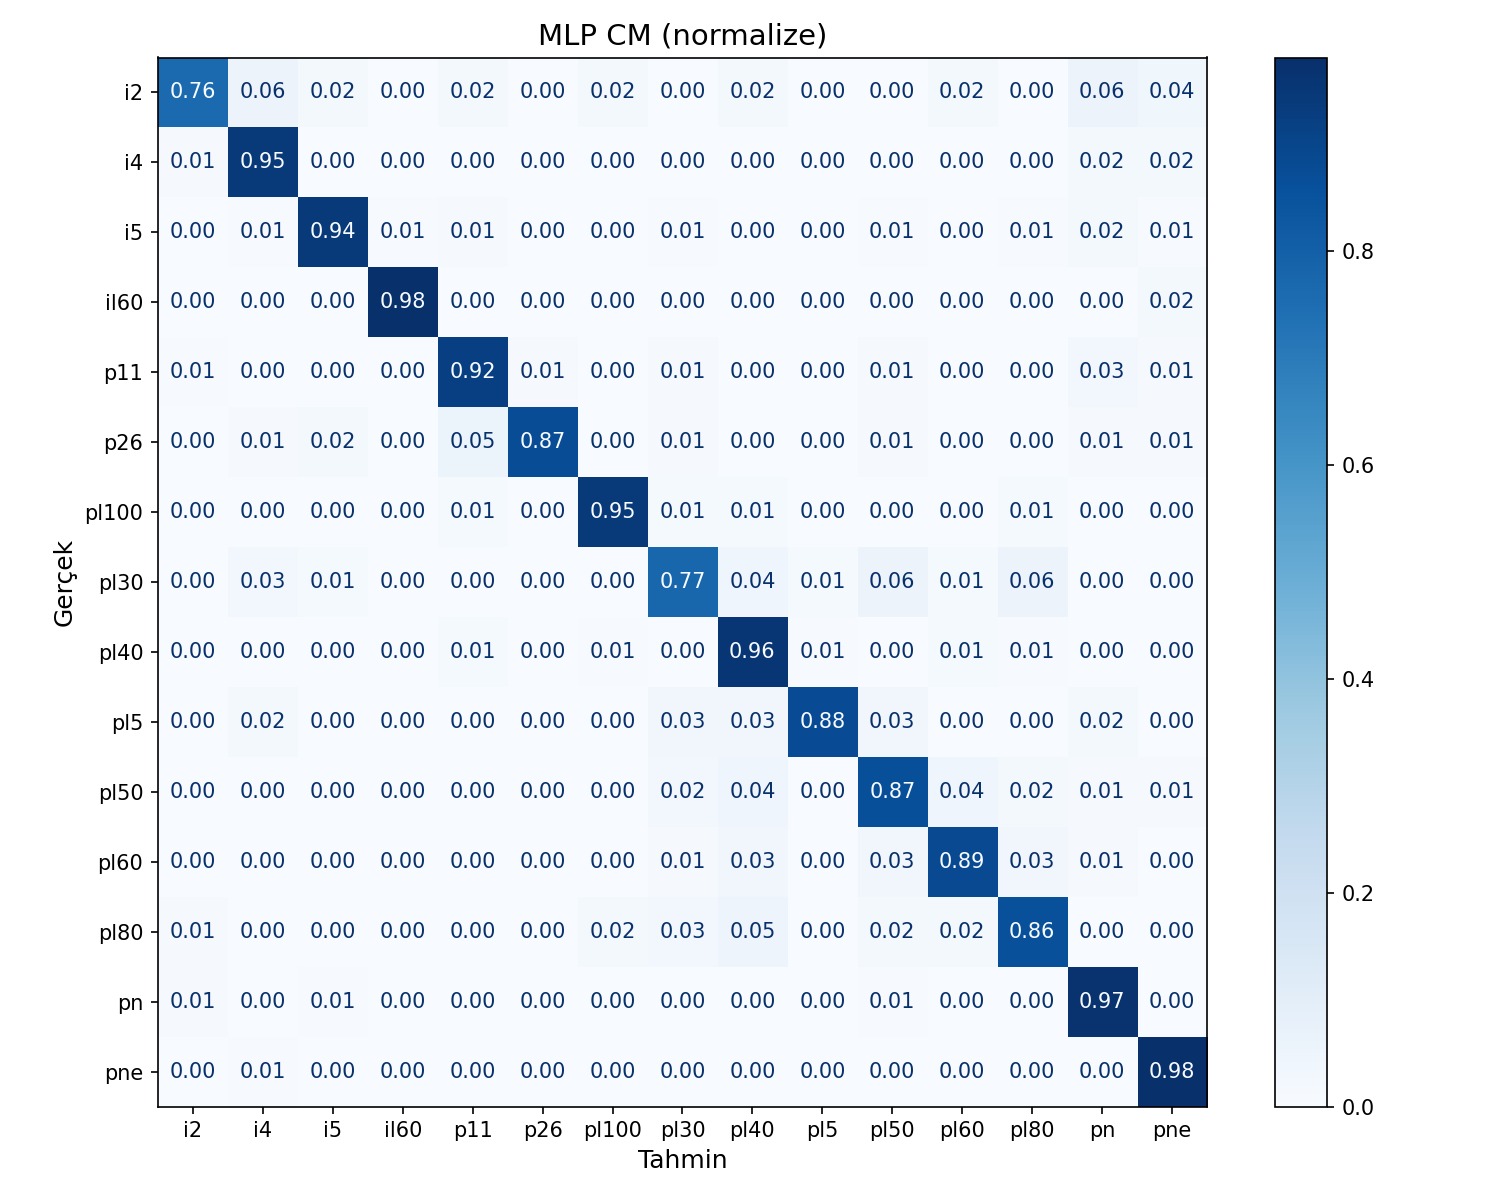 MLP CM (normalize)
i2 0.76 0.06 0.02 0.00 0.02 0.00 0.02 0.00 0.02 0.00 0.00 0.02 0.00 0.06 0.04
i4 0.01 0.95 0.00 0.00 0.00 0.00 0.00 0.00 0.00 0.00 0.00 0.00 0.00 0.02 0.02
i5 0.00 0.01 0.94 0.01 0.01 0.00 0.00 0.01 0.00 0.00 0.01 0.00 0.01 0.02 0.01
il60 0.00 0.00 0.00 0.98 0.00 0.00 0.00 0.00 0.00 0.00 0.00 0.00 0.00 0.00 0.02
p11 0.01 0.00 0.00 0.00 0.92 0.01 0.00 0.01 0.00 0.00 0.01 0.00 0.00 0.03 0.01
p26 0.00 0.01 0.02 0.00 0.05 0.87 0.00 0.01 0.00 0.00 0.01 0.00 0.00 0.01 0.01
pl100 0.00 0.00 0.00 0.00 0.01 0.00 0.95 0.01 0.01 0.00 0.00 0.00 0.01 0.00 0.00
pl30 0.00 0.03 0.01 0.00 0.00 0.00 0.00 0.77 0.04 0.01 0.06 0.01 0.06 0.00 0.00
pl40 0.00 0.00 0.00 0.00 0.01 0.00 0.01 0.00 0.96 0.01 0.00 0.01 0.01 0.00 0.00
pl5 0.00 0.02 0.00 0.00 0.00 0.00 0.00 0.03 0.03 0.88 0.03 0.00 0.00 0.02 0.00
pl50 0.00 0.00 0.00 0.00 0.00 0.00 0.00 0.02 0.04 0.00 0.87 0.04 0.02 0.01 0.01
pl60 0.00 0.00 0.00 0.00 0.00 0.00 0.00 0.01 0.03 0.00 0.03 0.89 0.03 0.01 0.00
pl80 0.01 0.00 0.00 0.00 0.00 0.00 0.02 0.03 0.05 0.00 0.02 0.02 0.86 0.00 0.00
pn 0.01 0.00 0.01 0.00 0.00 0.00 0.00 0.00 0.00 0.00 0.01 0.00 0.00 0.97 0.00
pne 0.00 0.01 0.00 0.00 0.00 0.00 0.00 0.00 0.00 0.00 0.00 0.00 0.00 0.00 0.98
i2 i4 i5 il60 p11 p26 pl100 pl30 pl40 pl5 pl50 pl60 pl80 pn pne
Tahmin
Gerçek
0.8
0.6
0.4
0.2
0.0